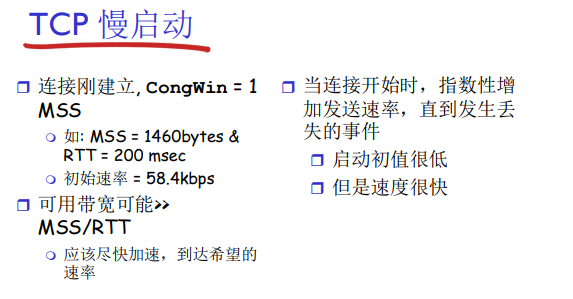 TCP 慢启动
连接刚建立, CongWin = 1
MSS
如: MSS = 1460bytes &
RTT = 200 msec
初始速率 = 58.4kbps
可用带宽可能>>
MSS/RTT
应该尽快加速，到达希望的
速率
当连接开始时，指数性增
加发送速率，直到发生丢
失的事件
启动初值很低
但是速度很快